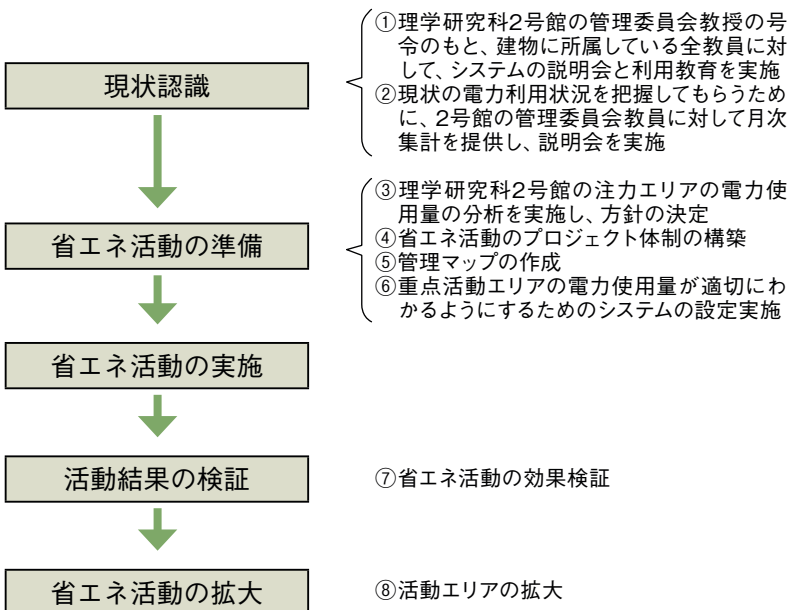 現状認識
①理学研究科2号館の管理委員会教授の号
令のもと、建物に所属している全教員に対
して、システムの説明会と利用教育を実施
②現状の電力利用状況を把握してもらうため
に、2号館の管理委員会教員に対して月次
集計を提供し、説明会を実施
省エネ活動の準備
③理学研究科2号館の注力エリアの電力使
用量の分析を実施し、方針の決定
④省エネ活動のプロジェクト体制の構築
⑤管理マップの作成
⑥重点活動エリアの電力使用量が適切にわ
かるようにするためのシステムの設定実施
省エネ活動の実施
活動結果の検証
⑦省エネ活動の効果検証
省エネ活動の拡大
⑧活動エリアの拡大